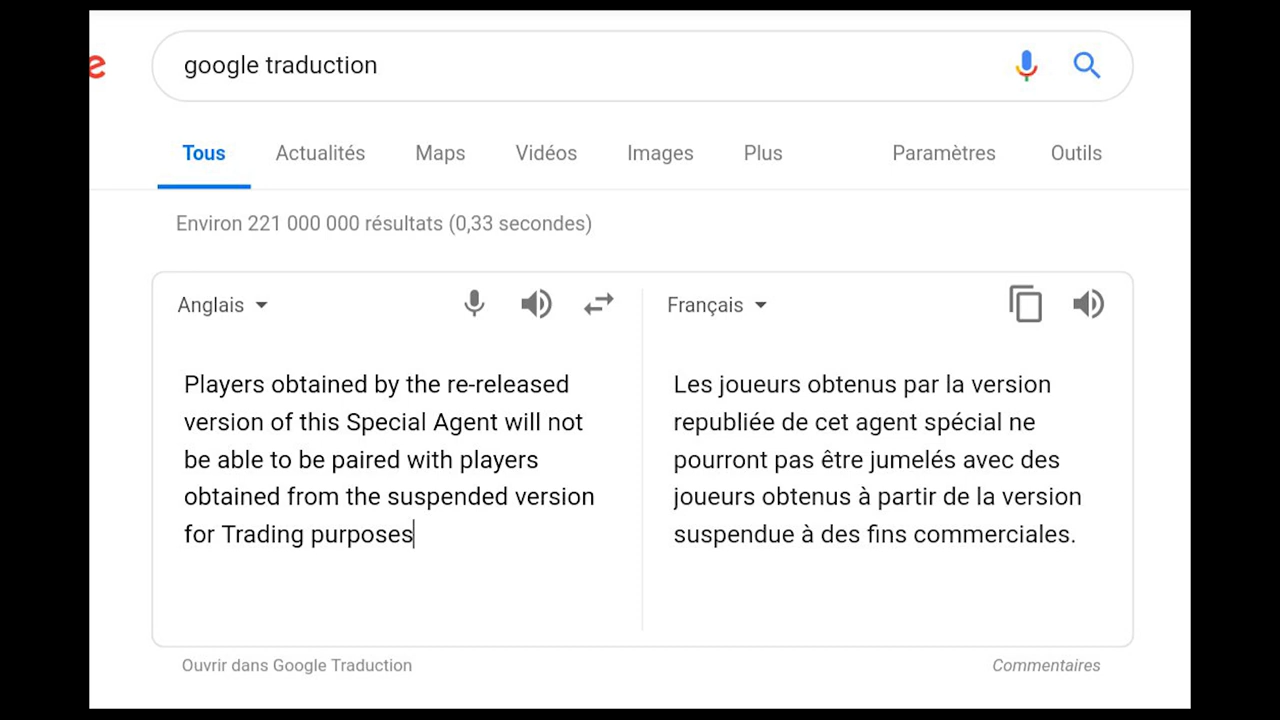 e
google traduction
Tous Actualités Maps Vidéos Images Plus Paramètres Outils
Environ 221 000 000 résultats (0,33 secondes)
Anglais
Players obtained by the re-released
version of this Special Agent will not
be able to be paired with players
obtained from the suspended version
for Trading purposes
Français
Les joueurs obtenus par la version
republiée de cet agent spécial ne
pourront pas être jumelés avec des
joueurs obtenus à partir de la version
suspendue à des fins commerciales.
Ouvrir dans Google Traduction
Commentaires